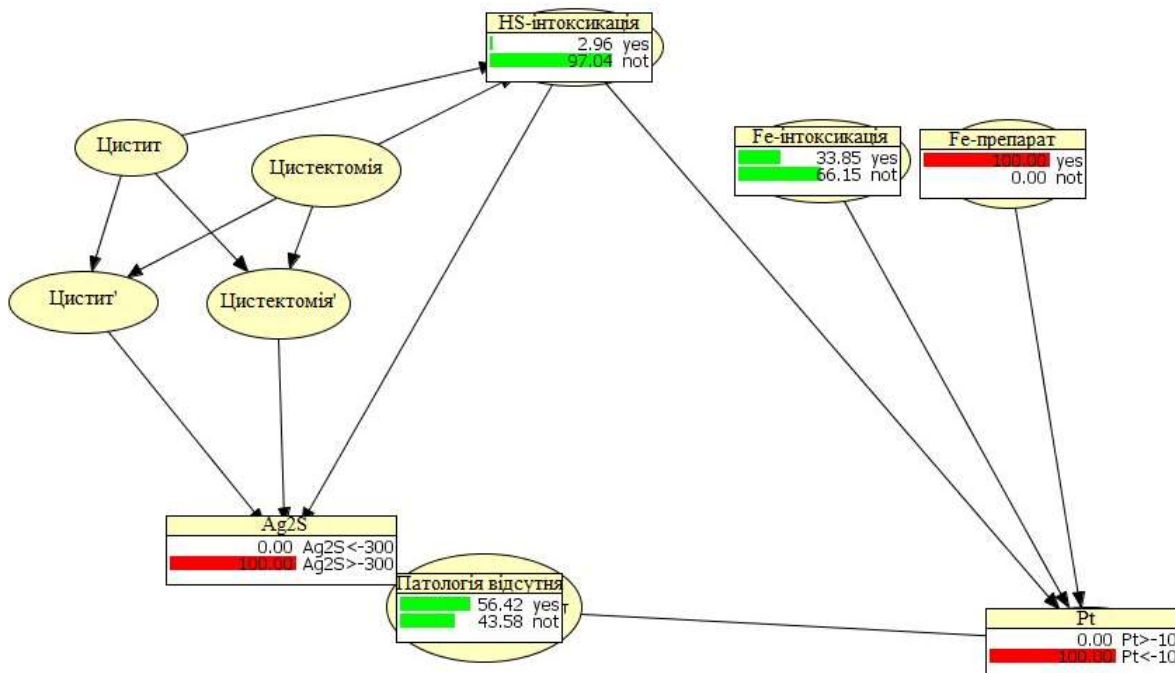 HS-інтоксикація
2.96 yes
97.04 not
Цистит
Цистектомія
Fe-інтоксикація
33.85 yes
66.15 not
Fe-препарат
100.00 yes
0.00 not
Цистит'
Цистектомія'
Ag2S
0.00 Ag2S<-300
100.00 Ag2S>-300
Патологія відсутня
56.42 yes
43.58 not
Pt
0.00 Pt>-10
100.00 Pt<-10